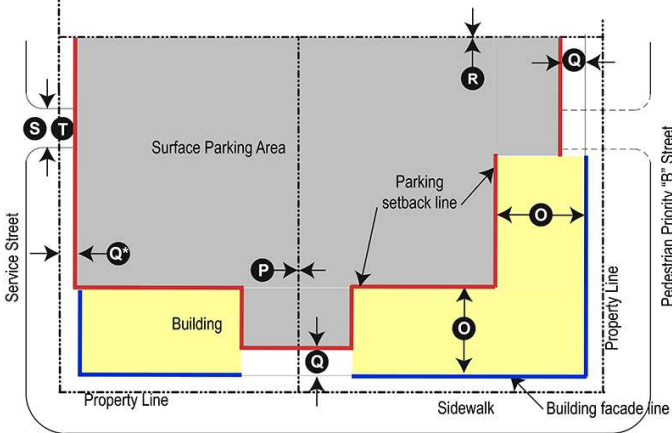 Q
R
S T
Surface Parking Area
Parking
setback line
O
Pedestrian Priority "B" Street
Service Street
Q*
P
Building
O
Q
Property Line
Property Line
Sidewalk
Building facade line